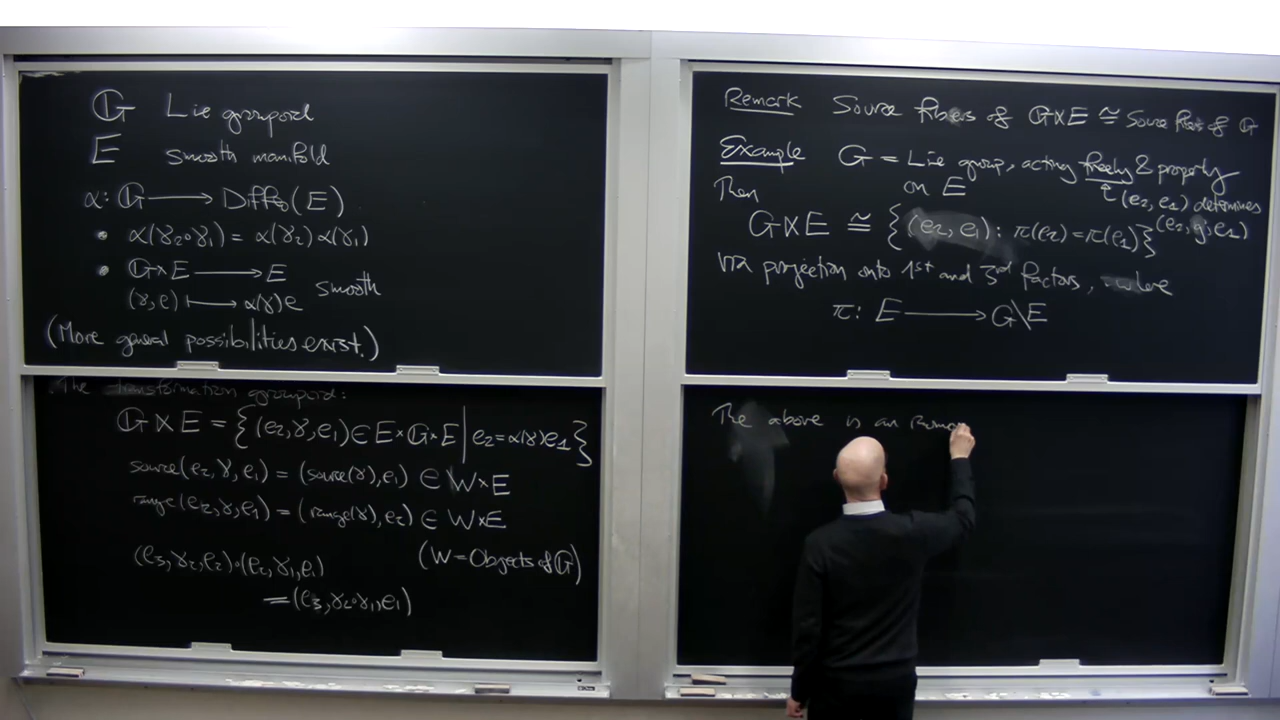 𝔾 Lie groupoid
E smooth manifold
α: 𝔾 ⟶ Diffeo(E)
• α(γ₂∘γ₁) = α(γ₂)α(γ₁)
• 𝔾×E ⟶ E
(γ,e) ⟼ α(γ)e smooth
(More general possibilities exist.)
The transformation groupoid:
𝔾⋉E = {(e₂,γ,e₁)∈E×𝔾×E | e₂=α(γ)e₁}
source(e₂,γ,e₁) = (source(γ),e₁) ∈ W×E
range(e₂,γ,e₁) = (range(γ),e₂) ∈ W×E
(W=Objects of 𝔾)
(e₃,γ₂,e₂)∘(e₂,γ₁,e₁)
=(e₃,γ₂∘γ₁,e₁)
Remark Source fibers of 𝔾⋉E ≅ source fibers of 𝔾
Example G = Lie group, acting freely & properly
on E
↑(e₂,e₁) determines
(e₂,g,e₁)
Then
G⋉E ≅ {(e₂,e₁): π(e₂)=π(e₁)}
via projection onto 1st and 3rd factors, where
π: E ⟶ G\E
The above is an